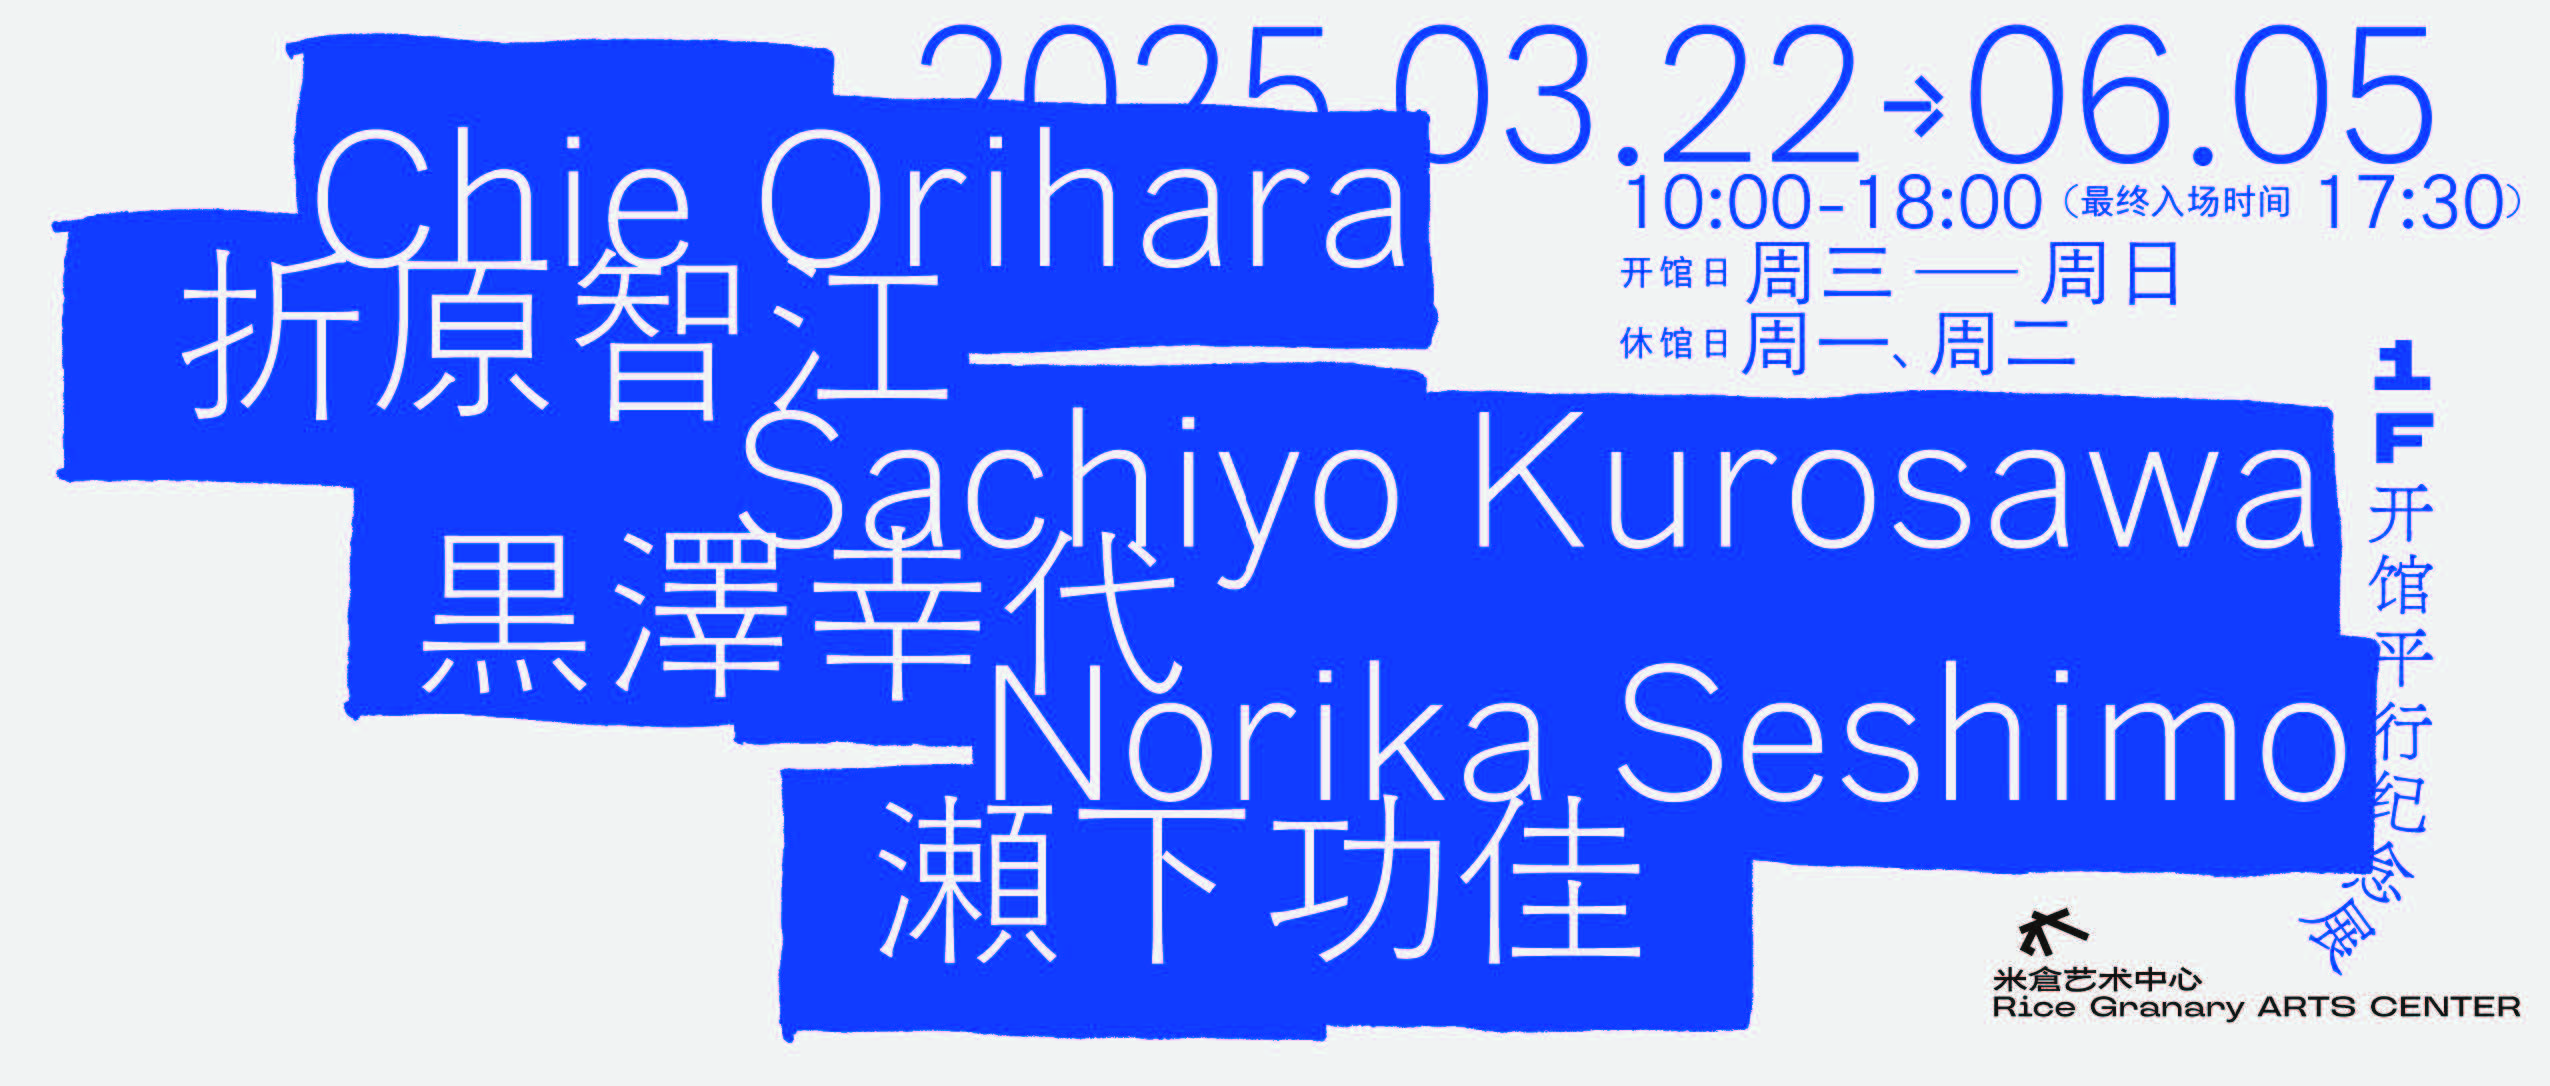 2025.03.22→06.05
10:00-18:00（最终入场时间 17:30）
开馆日 周三——周日
休馆日 周一、周二
Chie Orihara
折原智江
Sachiyo Kurosawa
黒澤幸代
Norika Seshimo
瀬下功佳
1F开馆平行纪念展
米倉艺术中心
Rice Granary ARTS CENTER